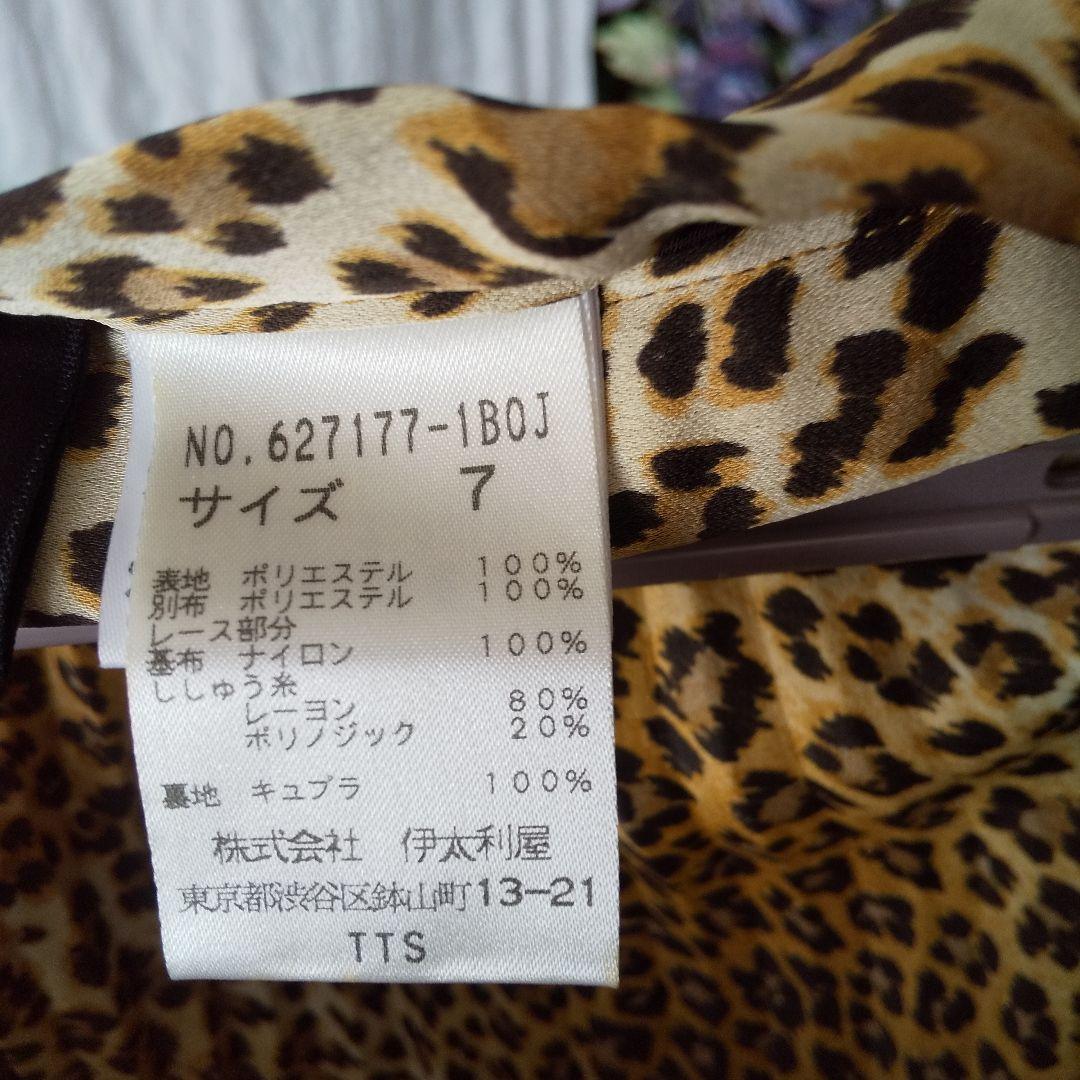 NO.627177-1B0J
サイズ 7
表地 ポリエステル 100%
別布 ポリエステル 100%
レース部分
基布 ナイロン 100%
ししゅう糸
レーヨン 80%
ポリノジック 20%
裏地 キュプラ 100%
株式会社 伊太利屋
東京都渋谷区鉢山町13-21
TTS